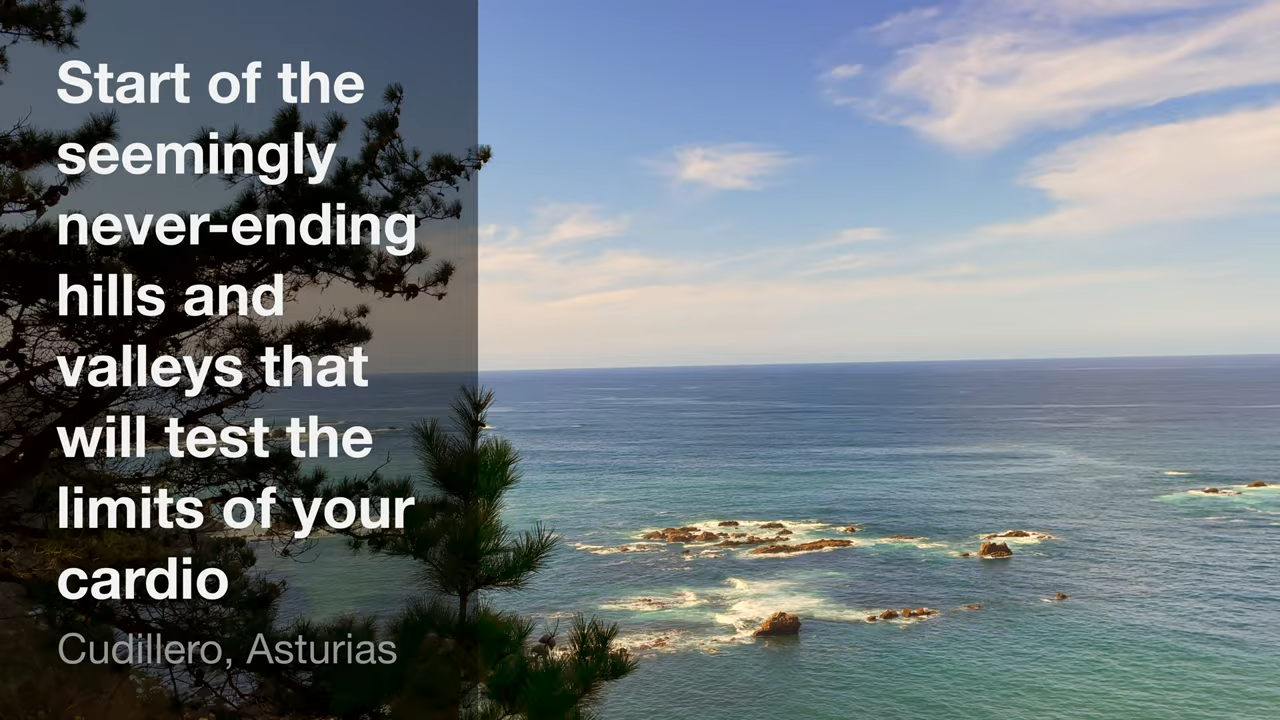 Start of the
seemingly
never-ending
hills and
valleys that
will test the
limits of your
cardio
Cudillero, Asturias